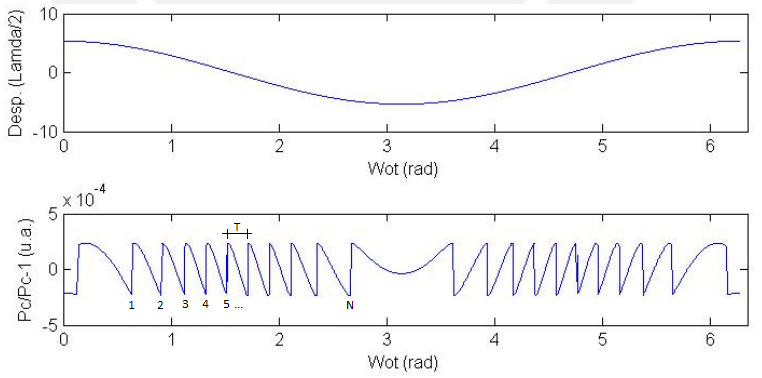 10
0
-10
Desp. (Lamda/2)
0 1 2 3 4 5 6
Wot (rad)
x 10-4
5
0
-5
Pc/Pc-1 (u.a.)
T
1 2 3 4 5 ... N
0 1 2 3 4 5 6
Wot (rad)